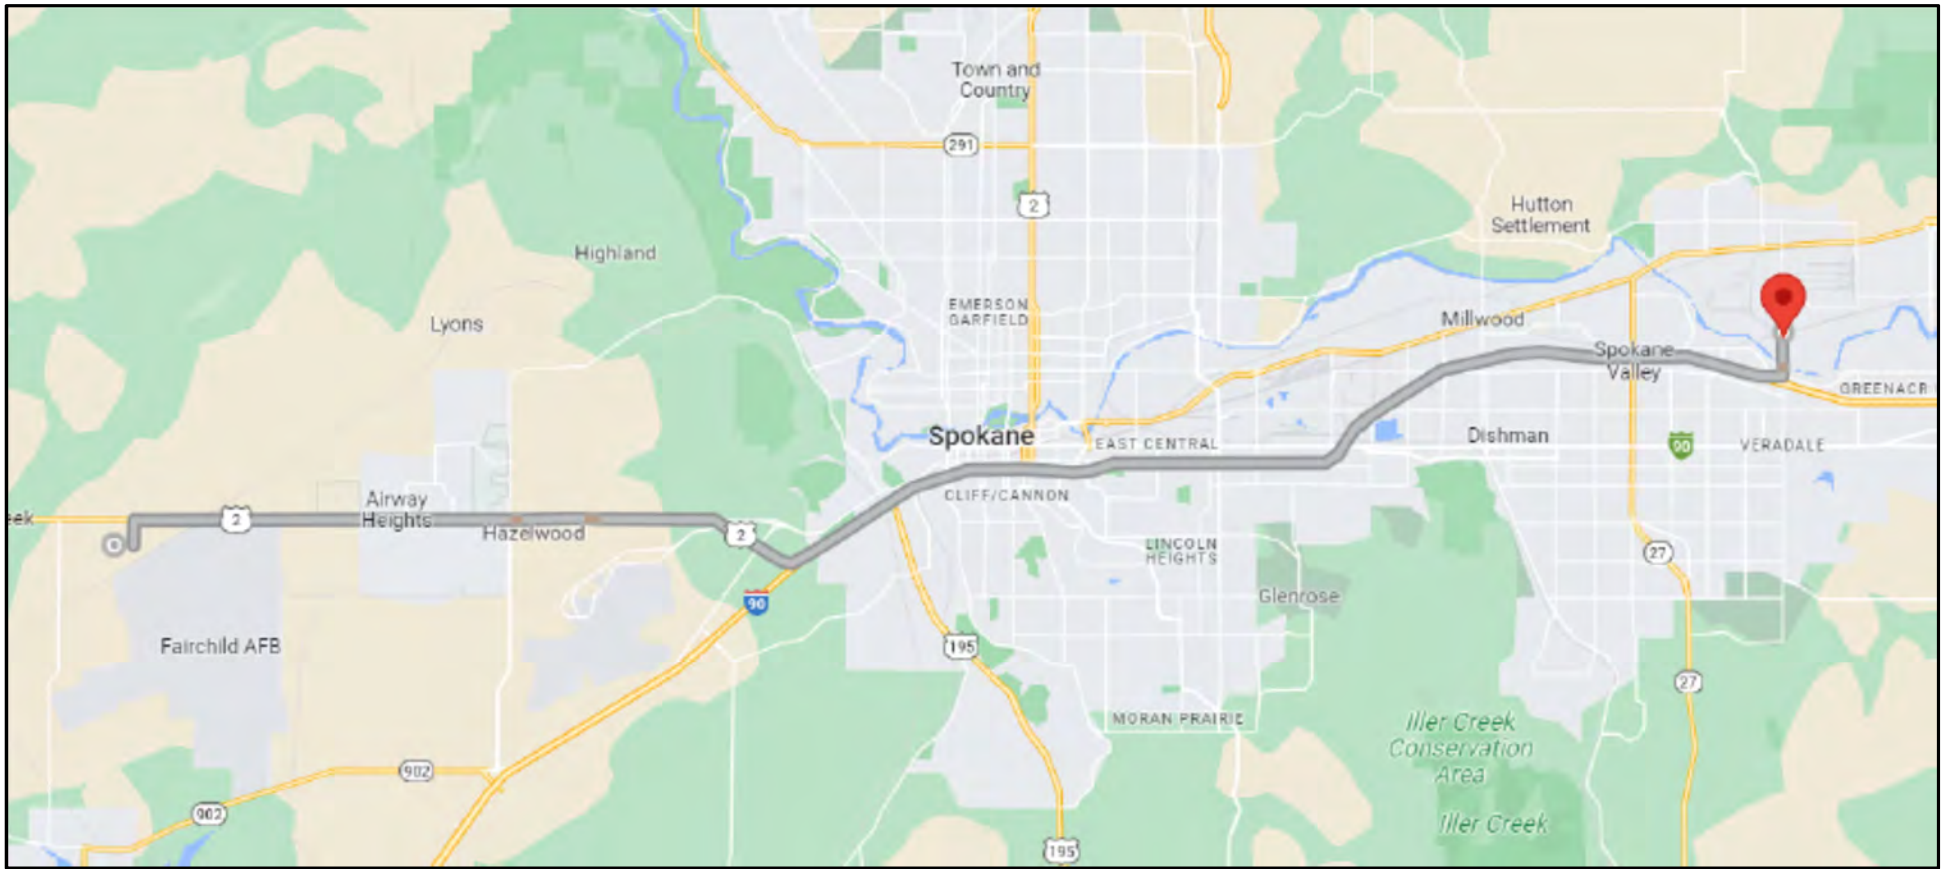 Town and
Country
291
2
Hutton
Settlement
Highland
EMERSON
GARFIELD
Lyons
Millwood
Spokane
Valley
GREENACR
Spokane
EAST CENTRAL
Dishman
90
VERADALE
CLIFF/CANNON
Airway
Heights
eek
2
Hazelwood
2
LINCOLN
HEIGHTS
27
Glenrose
90
Fairchild AFB
195
27
MORAN PRAIRIE
Iller Creek
Conservation
Area
902
902
Iller Creek
195